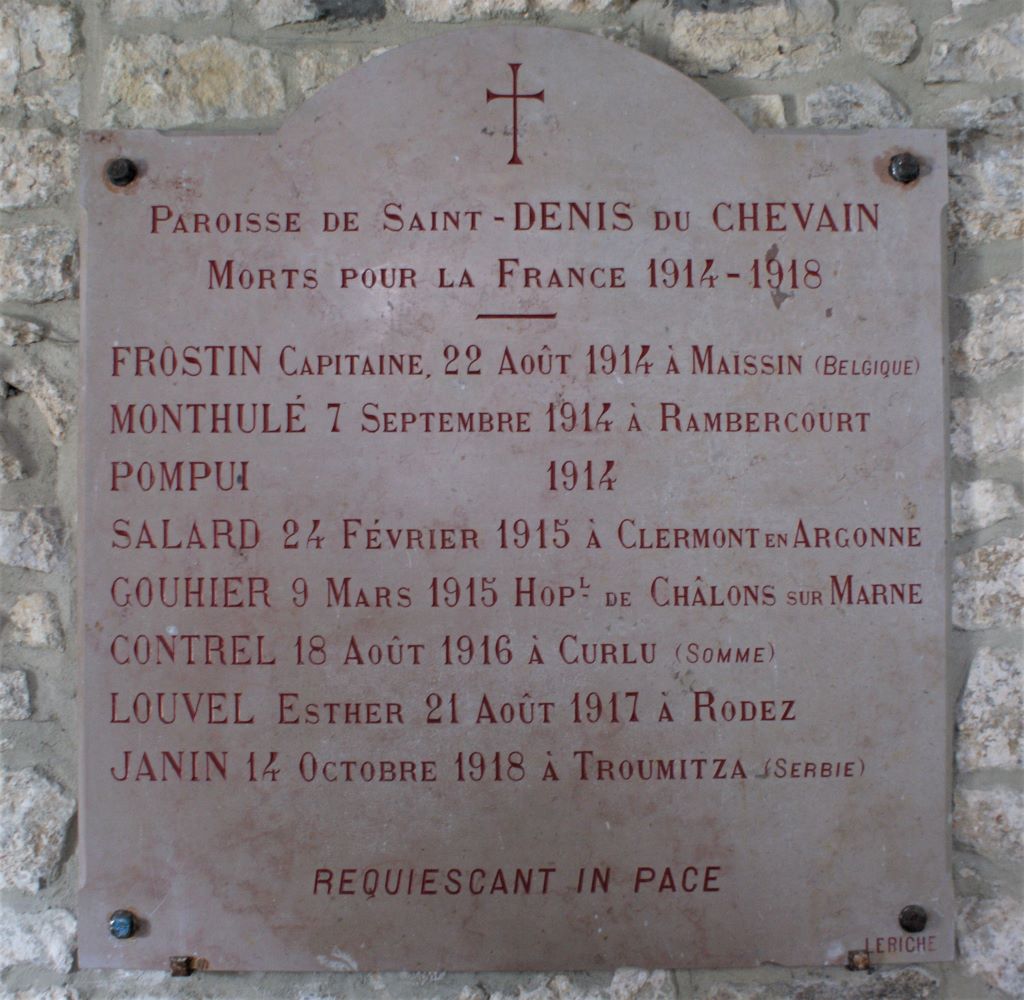 PAROISSE DE SAINT-DENIS DU CHEVAIN
MORTS POUR LA FRANCE 1914-1918
FROSTIN CAPITAINE, 22 AOÛT 1914 À MAISSIN (BELGIQUE)
MONTHULÉ 7 SEPTEMBRE 1914 À RAMBERCOURT
POMPUI 1914
SALARD 24 FÉVRIER 1915 À CLERMONT EN ARGONNE
GOUHIER 9 MARS 1915 HOP.L DE CHÂLONS SUR MARNE
CONTREL 18 AOÛT 1916 À CURLU (SOMME)
LOUVEL ESTHER 21 AOÛT 1917 À RODEZ
JANIN 14 OCTOBRE 1918 À TROUMITZA (SERBIE)
REQUIESCANT IN PACE
LERICHE